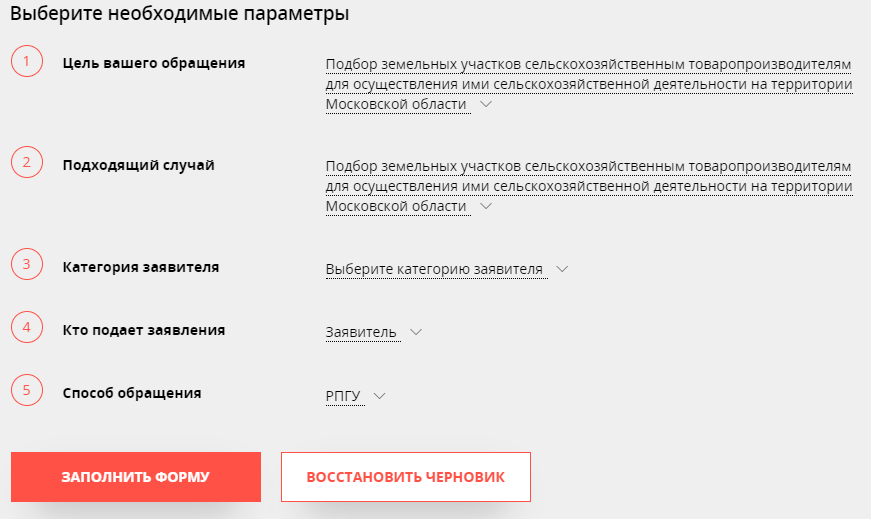 Выберите необходимые параметры
1 Цель вашего обращения
Подбор земельных участков сельскохозяйственным товаропроизводителям
для осуществления ими сельскохозяйственной деятельности на территории
Московской области
2 Подходящий случай
Подбор земельных участков сельскохозяйственным товаропроизводителям
для осуществления ими сельскохозяйственной деятельности на территории
Московской области
3 Категория заявителя Выберите категорию заявителя
4 Кто подает заявления Заявитель
5 Способ обращения РПГУ
ЗАПОЛНИТЬ ФОРМУ ВОССТАНОВИТЬ ЧЕРНОВИК